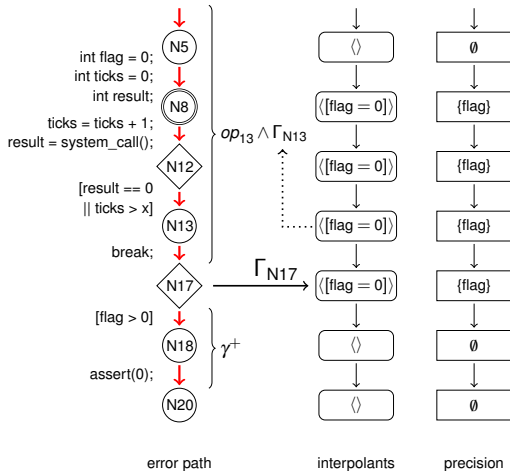 N5
⟨⟩
∅
int flag = 0;
int ticks = 0;
int result;
N8
⟨[flag = 0]⟩
{flag}
ticks = ticks + 1;
result = system_call();
op₁₃ ∧ Γ_N13
N12
⟨[flag = 0]⟩
{flag}
[result == 0
|| ticks > x]
N13
⟨[flag = 0]⟩
{flag}
break;
Γ_N17
N17
⟨[flag = 0]⟩
{flag}
[flag > 0]
N18
γ⁺
⟨⟩
∅
assert(0);
N20
⟨⟩
∅
error path
interpolants
precision